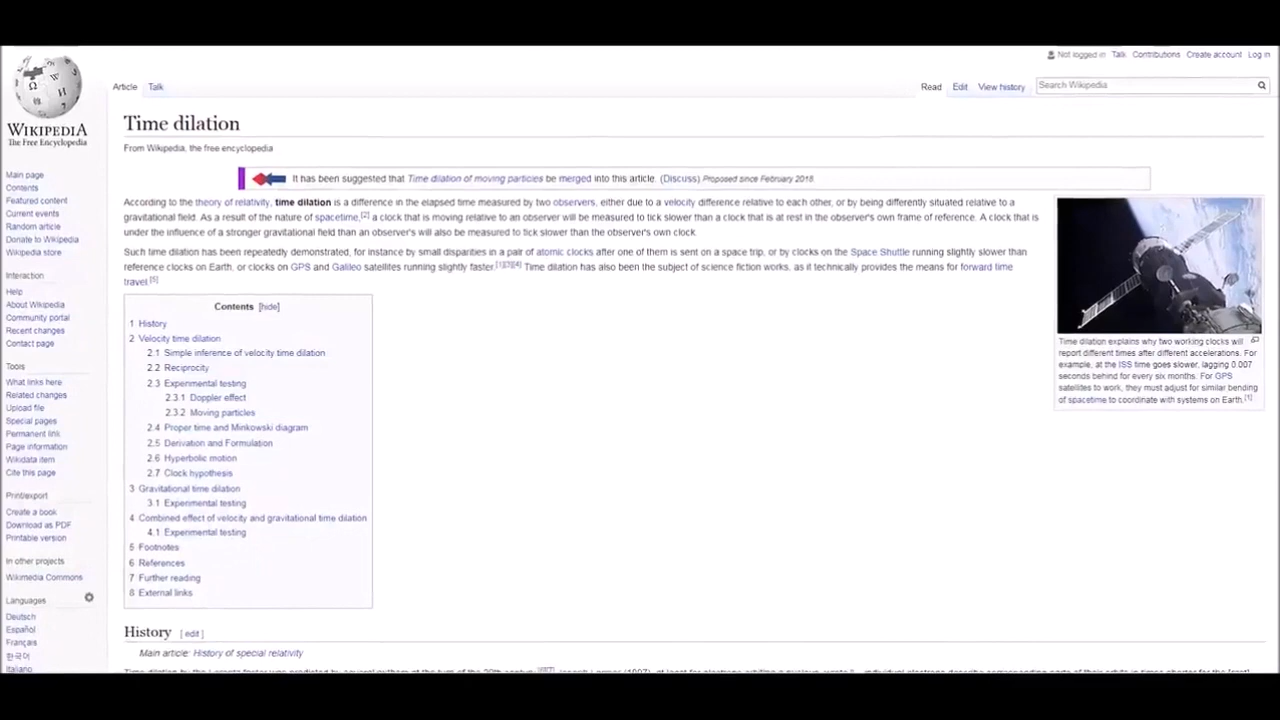 Not logged in Talk Contributions Create account Log in
Article Talk Read Edit View history Search Wikipedia
WIKIPEDIA
The Free Encyclopedia
Time dilation
From Wikipedia, the free encyclopedia
It has been suggested that Time dilation of moving particles be merged into this article. (Discuss) Proposed since February 2018.
According to the theory of relativity, time dilation is a difference in the elapsed time measured by two observers, either due to a velocity difference relative to each other, or by being differently situated relative to a
gravitational field. As a result of the nature of spacetime,[2] a clock that is moving relative to an observer will be measured to tick slower than a clock that is at rest in the observer's own frame of reference. A clock that is
under the influence of a stronger gravitational field than an observer's will also be measured to tick slower than the observer's own clock.
Such time dilation has been repeatedly demonstrated, for instance by small disparities in a pair of atomic clocks after one of them is sent on a space trip, or by clocks on the Space Shuttle running slightly slower than
reference clocks on Earth, or clocks on GPS and Galileo satellites running slightly faster.[1][3][4] Time dilation has also been the subject of science fiction works, as it technically provides the means for forward time
travel.[5]
Time dilation explains why two working clocks will
report different times after different accelerations. For
example, at the ISS time goes slower, lagging 0.007
seconds behind for every six months. For GPS
satellites to work, they must adjust for similar bending
of spacetime to coordinate with systems on Earth.[1]
Main page
Contents
Featured content
Current events
Random article
Donate to Wikipedia
Wikipedia store
Interaction
Help
About Wikipedia
Community portal
Recent changes
Contact page
Tools
What links here
Related changes
Upload file
Special pages
Permanent link
Page information
Wikidata item
Cite this page
Print/export
Create a book
Download as PDF
Printable version
In other projects
Wikimedia Commons
Languages
Deutsch
Español
Français
한국어
Italiano
Contents [hide]
1 History
2 Velocity time dilation
2.1 Simple inference of velocity time dilation
2.2 Reciprocity
2.3 Experimental testing
2.3.1 Doppler effect
2.3.2 Moving particles
2.4 Proper time and Minkowski diagram
2.5 Derivation and Formulation
2.6 Hyperbolic motion
2.7 Clock hypothesis
3 Gravitational time dilation
3.1 Experimental testing
4 Combined effect of velocity and gravitational time dilation
4.1 Experimental testing
5 Footnotes
6 References
7 Further reading
8 External links
History [ edit ]
Main article: History of special relativity